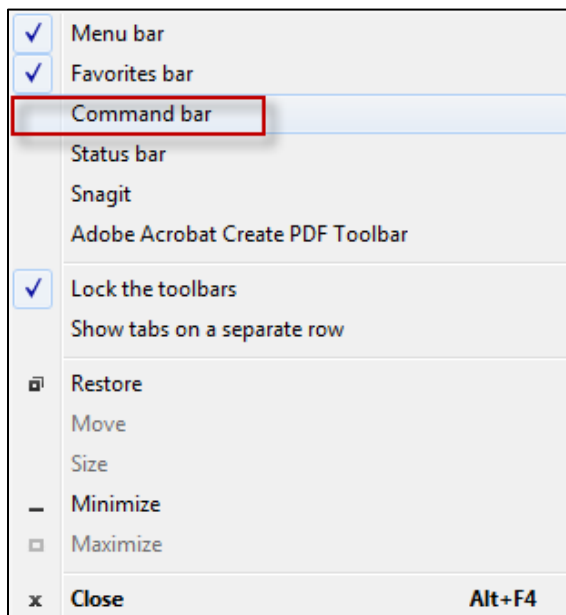 Menu bar
Favorites bar
Command bar
Status bar
Snagit
Adobe Acrobat Create PDF Toolbar
Lock the toolbars
Show tabs on a separate row
Restore
Move
Size
Minimize
Maximize
Close Alt+F4